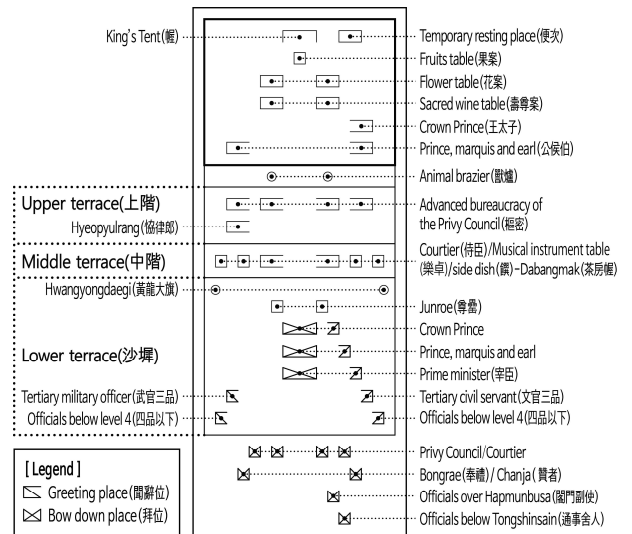 King's Tent(幄)
Temporary resting place(便次)
Fruits table(果案)
Flower table(花案)
Sacred wine table(壽尊案)
Crown Prince(王太子)
Prince, marquis and earl(公侯伯)
Animal brazier(獸爐)
Upper terrace(上階)
Advanced bureaucracy of
the Privy Council(樞密)
Hyeopyulrang(協律郎)
Middle terrace(中階)
Courtier(侍臣)/Musical instrument table
(樂卓)/side dish(饌)-Dabangmak(茶房幄)
Hwangyongdaegi(黃龍大旗)
Junroe(尊罍)
Crown Prince
Lower terrace(沙墀)
Prince, marquis and earl
Prime minister(宰臣)
Tertiary military officer(武官三品)
Tertiary civil servant(文官三品)
Officials below level 4(四品以下)
Officials below level 4(四品以下)
Privy Council/Courtier
Bongrae(奉禮)/ Chanja(贊者)
Officials over Hapmunbusa(閤門副使)
Officials below Tongshinsain(通事舍人)
[Legend]
Greeting place(聞辭位)
Bow down place(拜位)